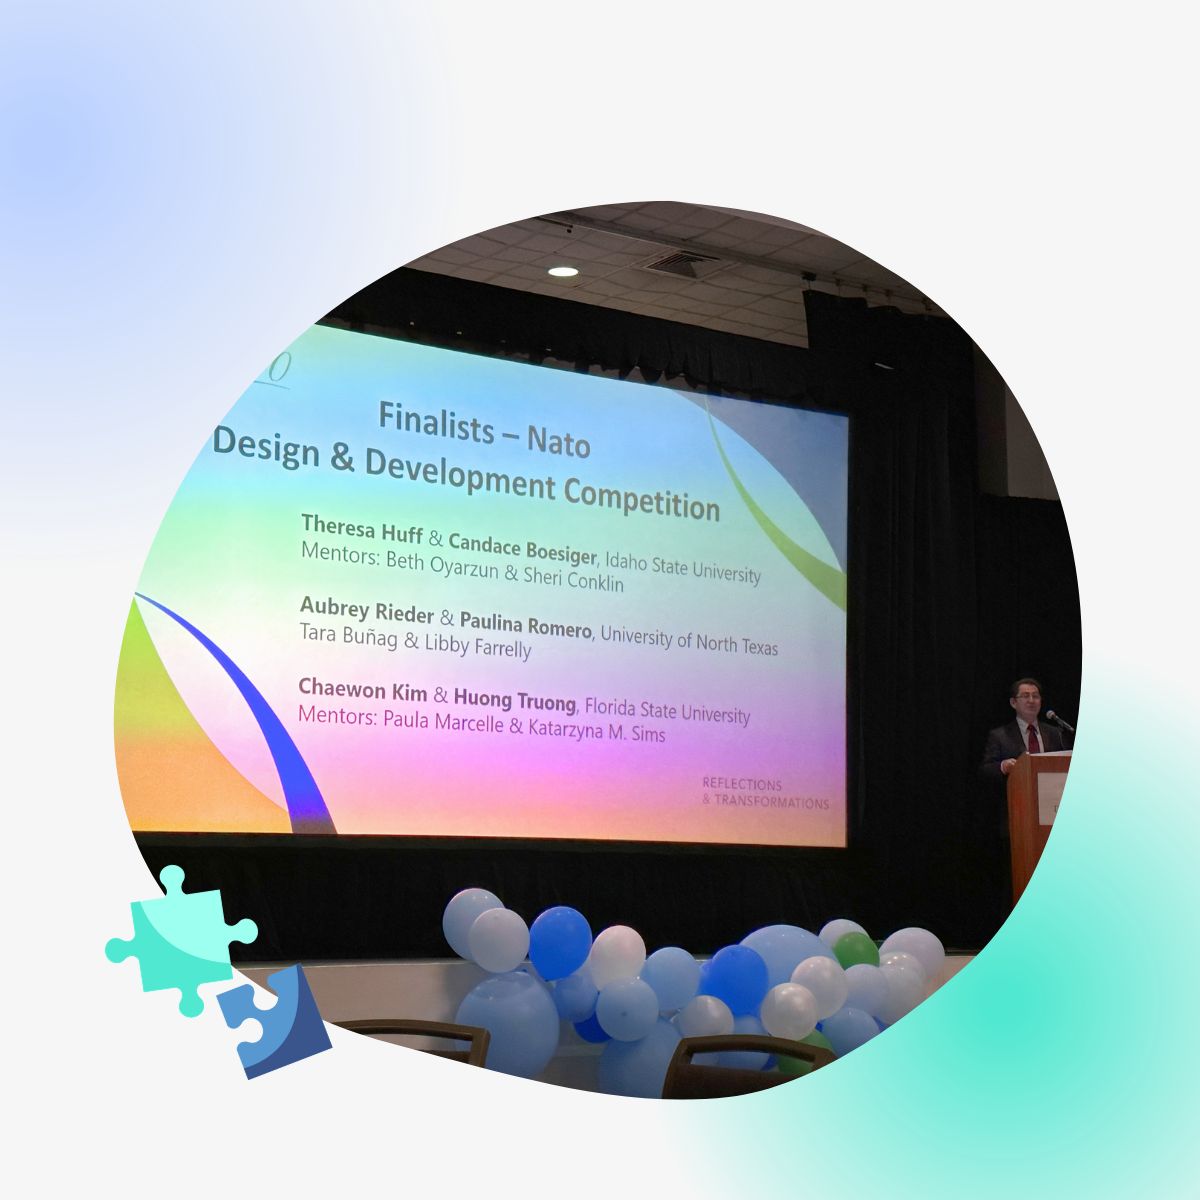 Finalists – Nato
Design & Development Competition
Theresa Huff & Candace Boesiger, Idaho State University
Mentors: Beth Oyarzun & Sheri Conklin
Aubrey Rieder & Paulina Romero, University of North Texas
Tara Buñag & Libby Farrelly
Chaewon Kim & Huong Truong, Florida State University
Mentors: Paula Marcelle & Katarzyna M. Sims
REFLECTIONS
& TRANSFORMATIONS